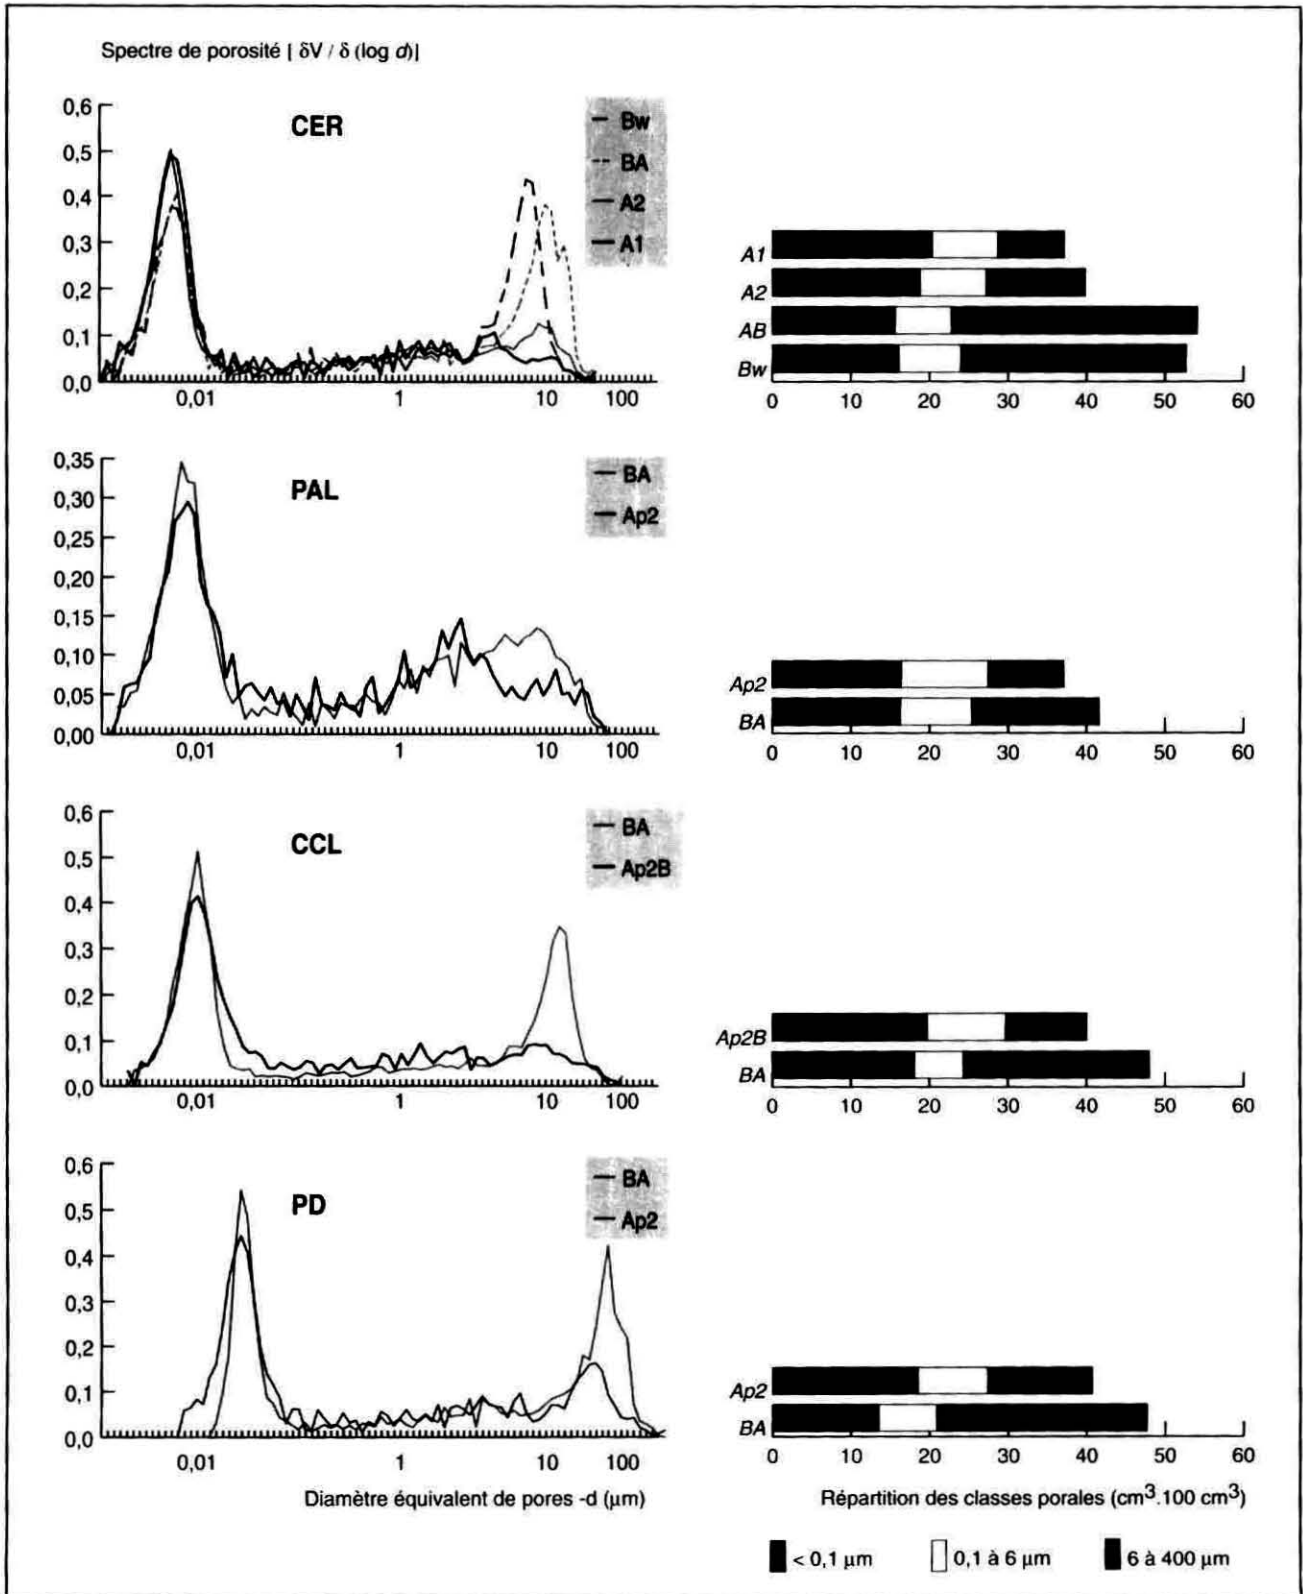 Spectre de porosité | δV / δ (log d)|
CER
0,6
0,5
0,4
0,3
0,2
0,1
0,0
0,01 1 10 100
Bw
BA
A2
A1
A1
A2
AB
Bw
0 10 20 30 40 50 60
PAL
0,35
0,30
0,25
0,20
0,15
0,10
0,05
0,00
0,01 1 10 100
BA
Ap2
Ap2
BA
0 10 20 30 40 50 60
CCL
0,6
0,5
0,4
0,3
0,2
0,1
0,0
0,01 1 10 100
BA
Ap2B
Ap2B
BA
0 10 20 30 40 50 60
PD
0,6
0,5
0,4
0,3
0,2
0,1
0,0
0,01 1 10 100
BA
Ap2
Ap2
BA
0 10 20 30 40 50 60
Diamètre équivalent de pores -d (μm)
Répartition des classes porales (cm³.100 cm³)
< 0,1 μm 0,1 à 6 μm 6 à 400 μm